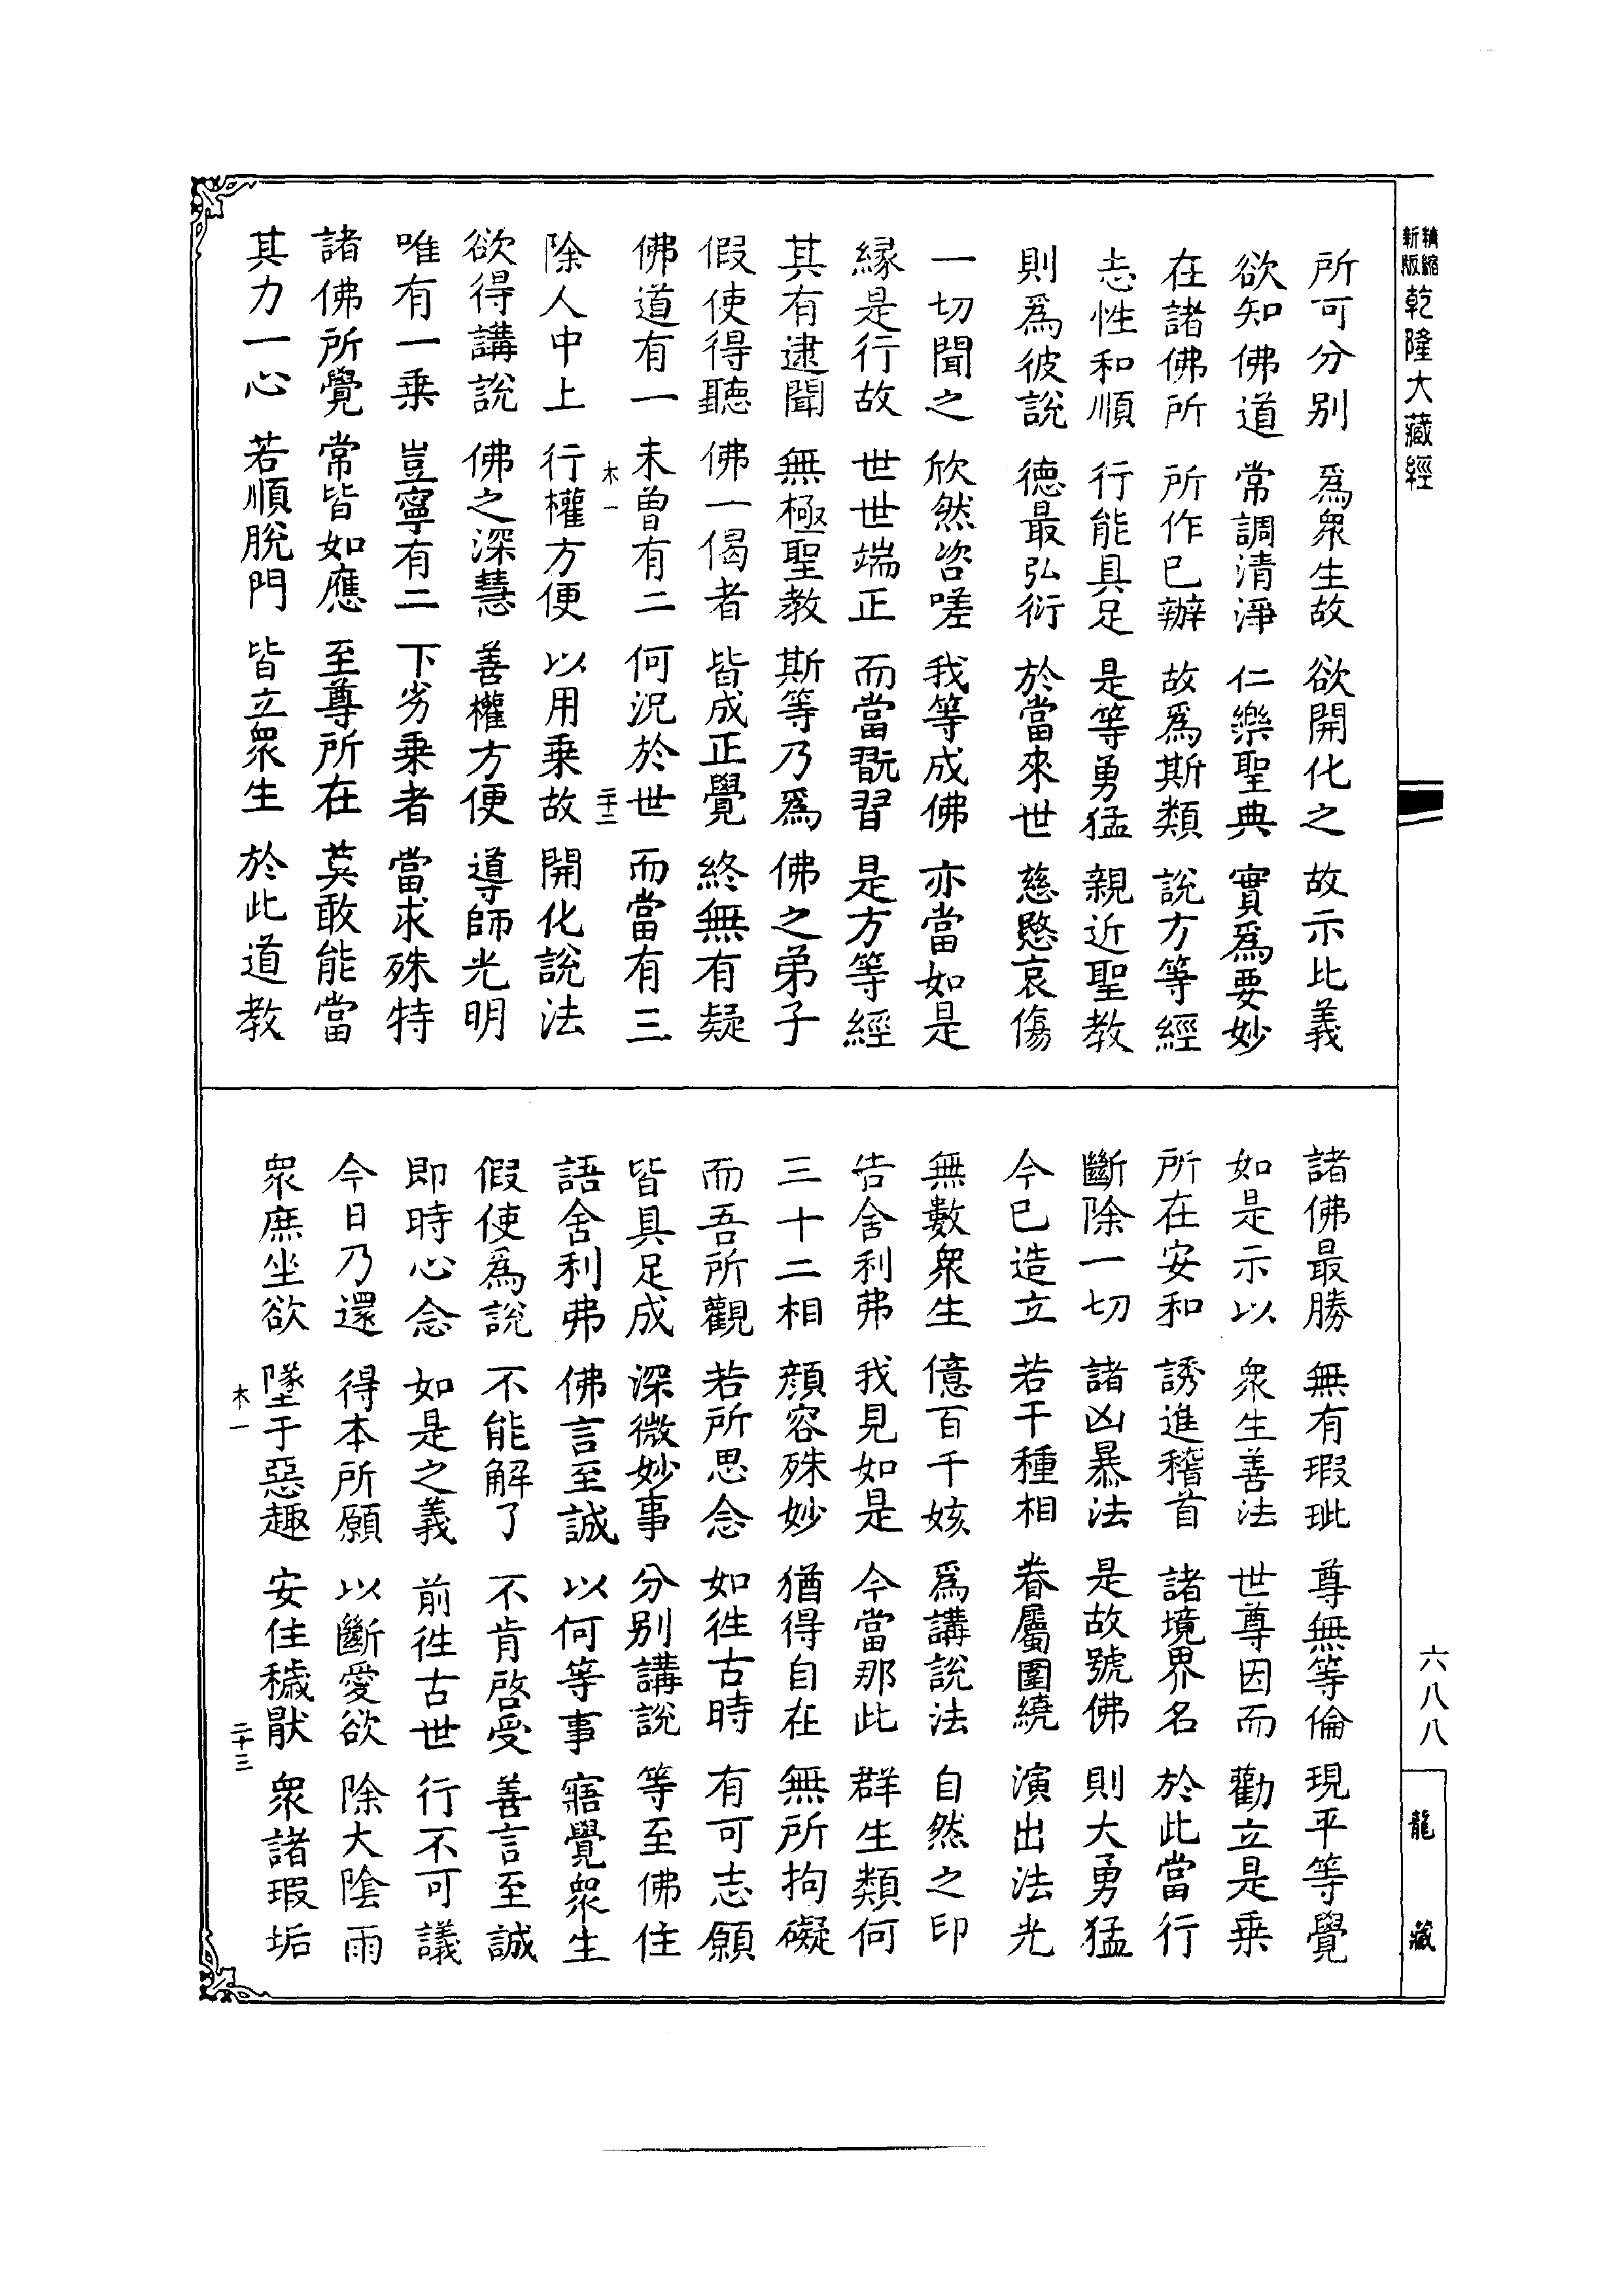 精縮新版 乾隆大藏經
所可分别 爲衆生故 欲開化之 故示比義
欲知佛道 常調清淨 仁樂聖典 實爲要妙
在諸佛所 所作已辦 故爲斯類 說方等經
志性和順 行能具足 是等勇猛 親近聖教
則爲彼說 德最弘衍 於當來世 慈愍哀傷
一切聞之 欣然咨嗟 我等成佛 亦當如是
緣是行故 世世端正 而當翫習 是方等經
其有逮聞 無極聖教 斯等乃爲 佛之弟子
假使得聽 佛一偈者 皆成正覺 終無有疑
佛道有一 未曾有二 何況於世 而當有三
木一 二十二
除人中上 行權方便 以用乗故 開化說法
欲得講說 佛之深慧 善權方便 導師光明
唯有一乗 豈寧有二 下劣乗者 當求殊特
諸佛所覺 常皆如應 至尊所在 莫敢能當
其力一心 若順脫門 皆立衆生 於此道教
諸佛最勝 無有瑕玼 尊無等倫 現平等覺
如是示以 衆生善法 世尊因而 勸立是乗
所在安和 誘進稽首 諸境界名 於此當行
斷除一切 諸凶暴法 是故號佛 則大勇猛
今已造立 若干種相 眷屬圍繞 演出法光
無數衆生 億百千姟 爲講說法 自然之印
告舍利弗 我見如是 今當那此 群生類何
三十二相 顔容殊妙 猶得自在 無所拘礙
而吾所觀 若所思念 如徃古時 有可志願
皆具足成 深微妙事 分别講說 等至佛住
語舍利弗 佛言至誠 以何等事 寤覺衆生
假使爲說 不能解了 不肯啓受 善言至誠
即時心念 如是之義 前徃古世 行不可議
今日乃還 得本所願 以斷愛欲 除大陰雨
衆庶坐欲 墜于惡趣 安住穢猒 衆諸瑕垢
木一 二十三
六八八
龍藏